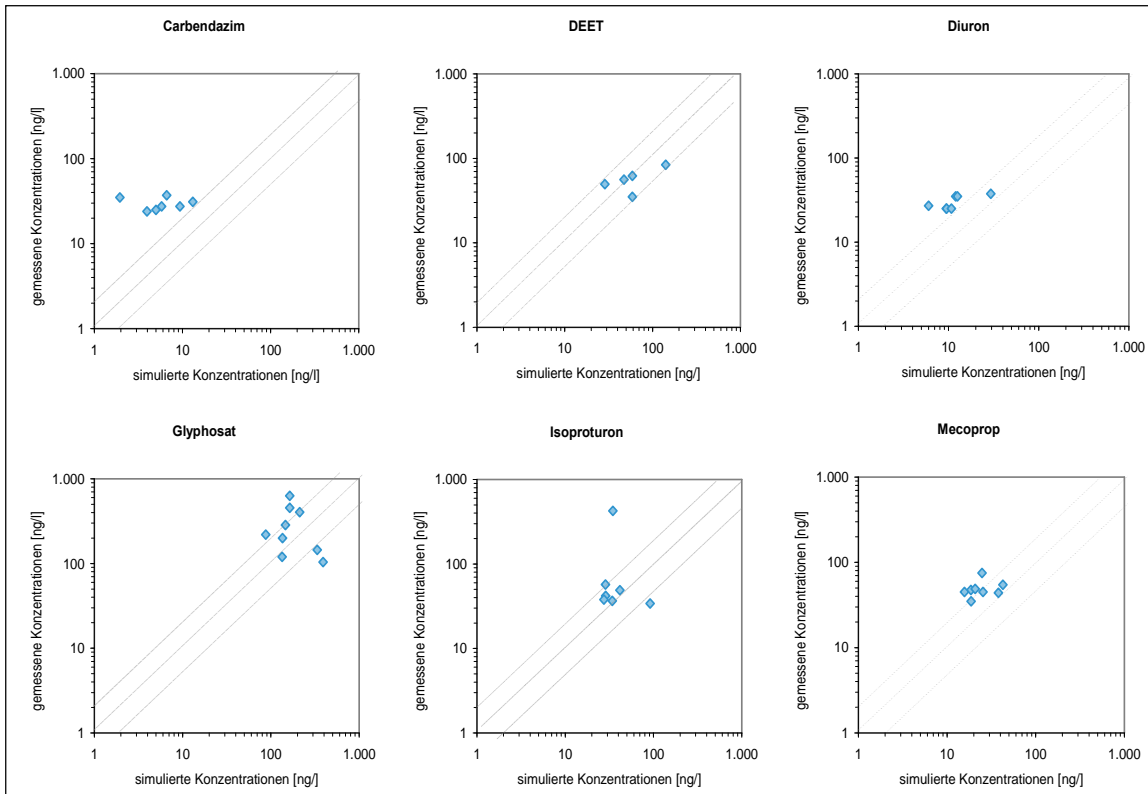 Carbendazim
1.000
100
10
1
1
10
100
1.000
gemessene Konzentrationen [ng/l]
simulierte Konzentrationen [ng/l]
DEET
1.000
100
10
1
1
10
100
1.000
gemessene Konzentrationen [ng/l]
simulierte Konzentrationen [ng/]
Diuron
1.000
100
10
1
1
10
100
1.000
gemessene Konzentrationen [ng/l]
simulierte Konzentrationen [ng/]
Glyphosat
1.000
100
10
1
1
10
100
1.000
gemessene Konzentrationen [ng/l]
simulierte Konzentrationen [ng/]
Isoproturon
1.000
100
10
1
1
10
100
1.000
gemessene Konzentrationen [ng/l]
simulierte Konzentrationen [ng/]
Mecoprop
1.000
100
10
1
1
10
100
1.000
gemessene Konzentrationen [ng/l]
simulierte Konzentrationen [ng/]